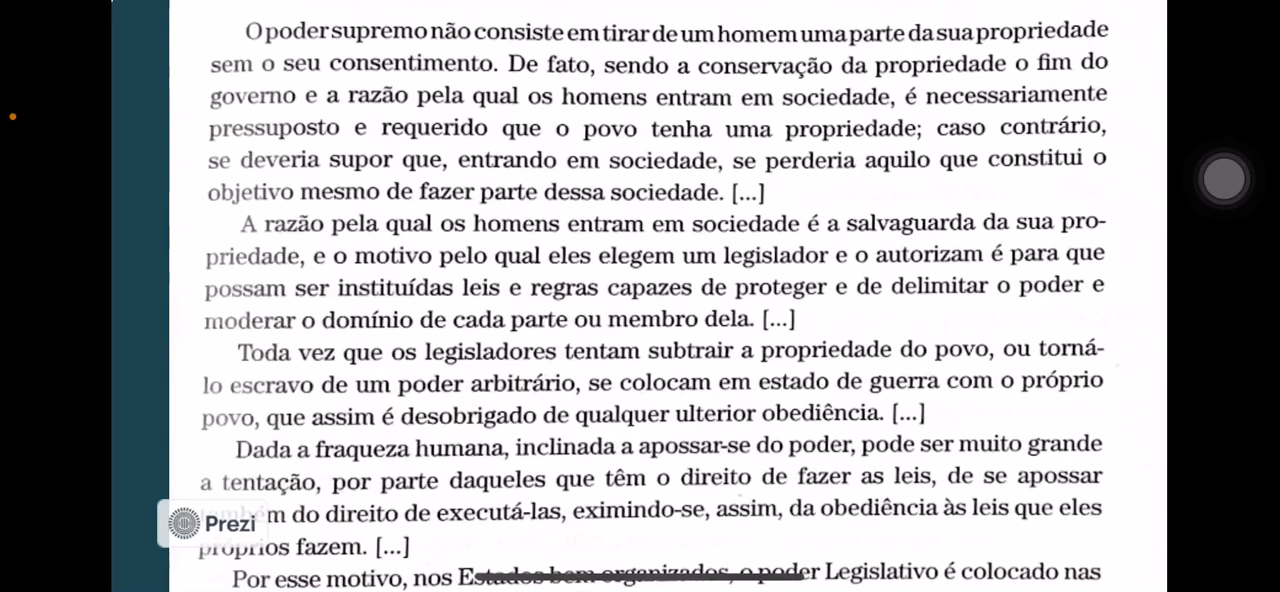 O poder supremo não consiste em tirar de um homem uma parte da sua propriedade
sem o seu consentimento. De fato, sendo a conservação da propriedade o fim do
governo e a razão pela qual os homens entram em sociedade, é necessariamente
pressuposto e requerido que o povo tenha uma propriedade; caso contrário,
se deveria supor que, entrando em sociedade, se perderia aquilo que constitui o
objetivo mesmo de fazer parte dessa sociedade. [...]
A razão pela qual os homens entram em sociedade é a salvaguarda da sua pro-
priedade, e o motivo pelo qual eles elegem um legislador e o autorizam é para que
possam ser instituídas leis e regras capazes de proteger e de delimitar o poder e
moderar o domínio de cada parte ou membro dela. [...]
Toda vez que os legisladores tentam subtrair a propriedade do povo, ou torná-
lo escravo de um poder arbitrário, se colocam em estado de guerra com o próprio
povo, que assim é desobrigado de qualquer ulterior obediência. [...]
Dada a fraqueza humana, inclinada a apossar-se do poder, pode ser muito grande
a tentação, por parte daqueles que têm o direito de fazer as leis, de se apossar
também do direito de executá-las, eximindo-se, assim, da obediência às leis que eles
Prezi
próprios fazem. [...]
Por esse motivo, nos Estados bem organizados, o poder Legislativo é colocado nas